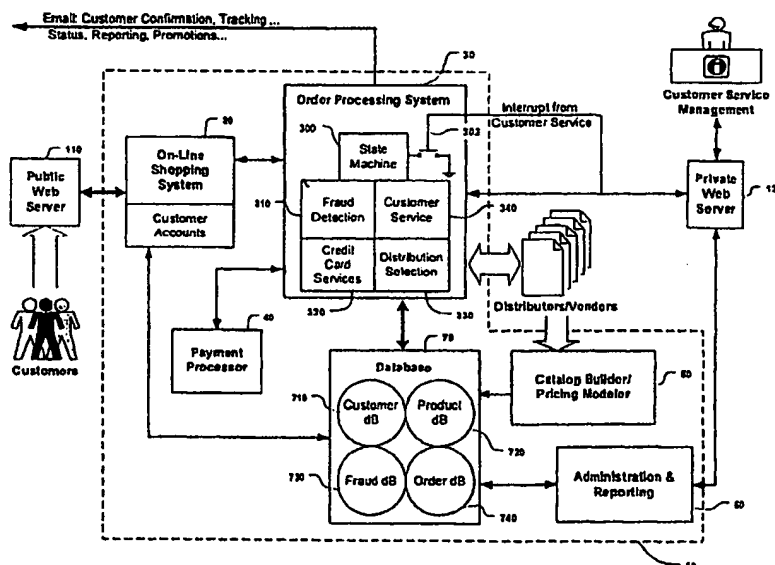 Email: Customer Confirmation, Tracking ...
Status, Reporting, Promotions...
30
Order Processing System
300
State
Machine
302
Interrupt from
Customer Service
Customer Service
Management
20
On-Line
Shopping
System
Customer
Accounts
110
Public
Web
Server
310
Fraud
Detection
Customer
Service
340
Credit
Card
Services
Distribution
Selection
320
330
Private
Web
Server
Distributors/Vendors
Customers
40
Payment
Processor
70
Database
710
Customer
dB
Product
dB
720
730
Fraud dB
Order dB
740
Catalog Builder/
Pricing Modeler
Administration &
Reporting